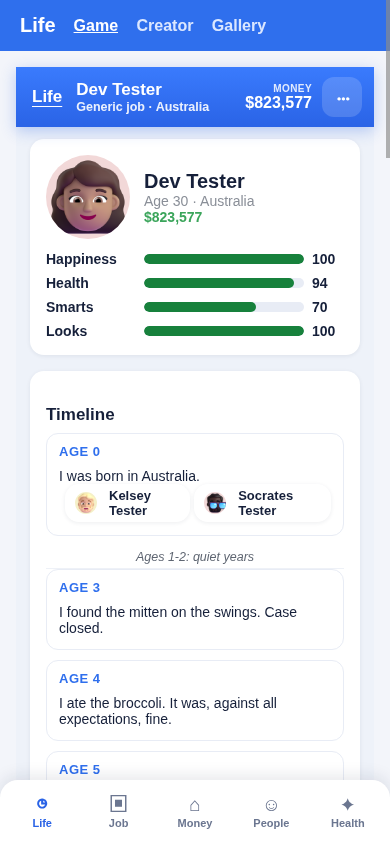 Life Game Creator Gallery
Life Dev Tester MONEY
Generic job · Australia $823,577
Dev Tester
Age 30 · Australia
$823,577
Happiness 100
Health 94
Smarts 70
Looks 100
Timeline
AGE 0
I was born in Australia.
Kelsey Tester
Socrates Tester
Ages 1-2: quiet years
AGE 3
I found the mitten on the swings. Case
closed.
AGE 4
I ate the broccoli. It was, against all
expectations, fine.
AGE 5
Life Job Money People Health